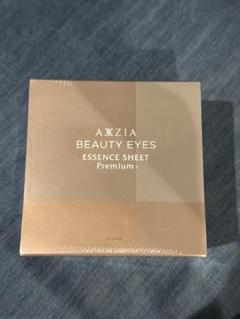 AXXZIA
BEAUTY EYES
ESSENCE SHEET
Premium+